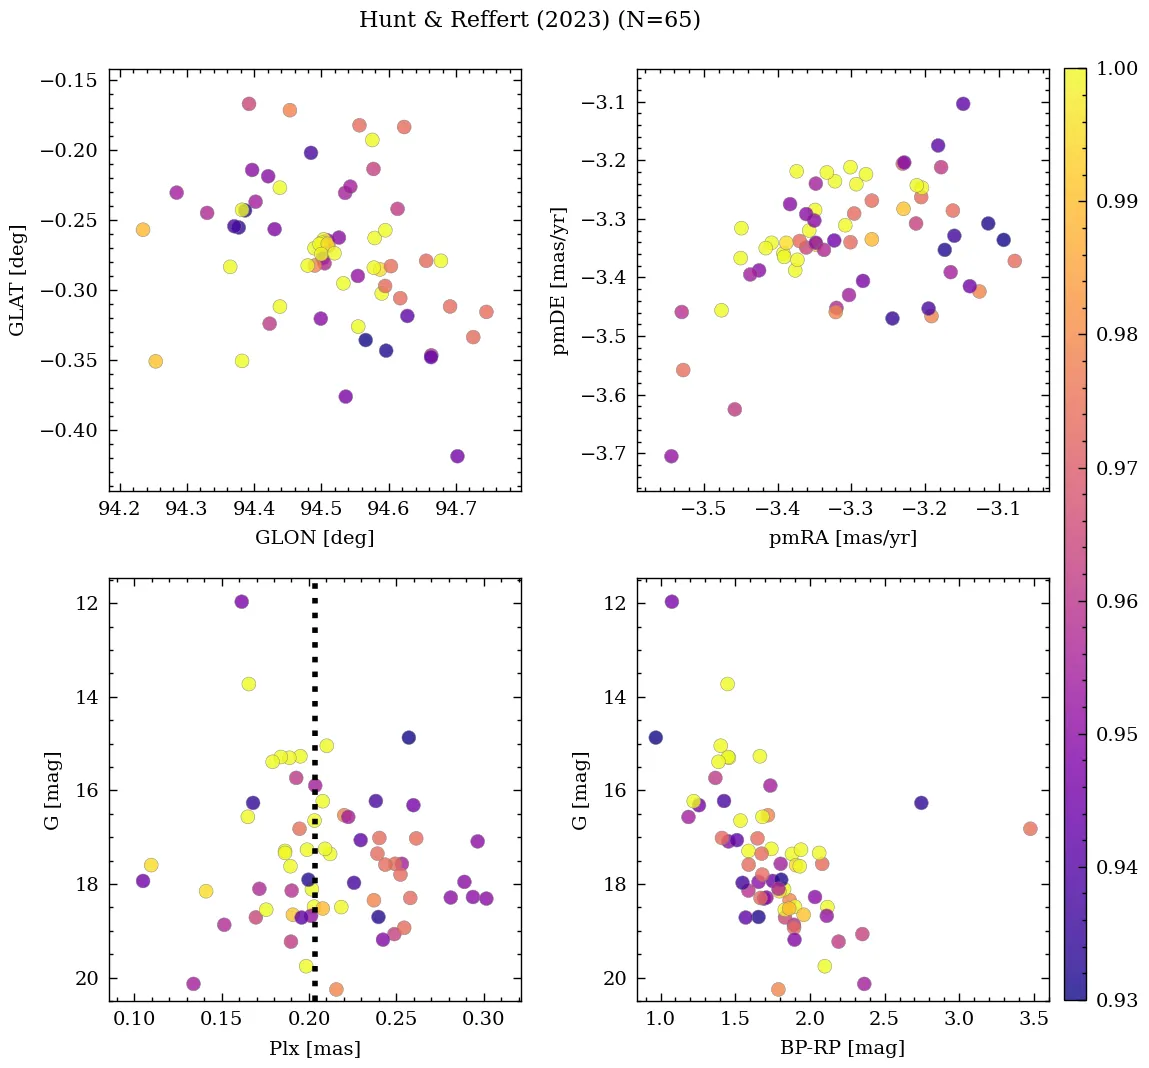 Hunt & Reffert (2023) (N=65)
−0.15
−0.20
−0.25
−0.30
−0.35
−0.40
GLAT [deg]
94.2 94.3 94.4 94.5 94.6 94.7
GLON [deg]
−3.1
−3.2
−3.3
−3.4
−3.5
−3.6
−3.7
pmDE [mas/yr]
−3.5 −3.4 −3.3 −3.2 −3.1
pmRA [mas/yr]
12
14
16
18
20
G [mag]
0.10 0.15 0.20 0.25 0.30
Plx [mas]
12
14
16
18
20
G [mag]
1.0 1.5 2.0 2.5 3.0 3.5
BP-RP [mag]
1.00
0.99
0.98
0.97
0.96
0.95
0.94
0.93